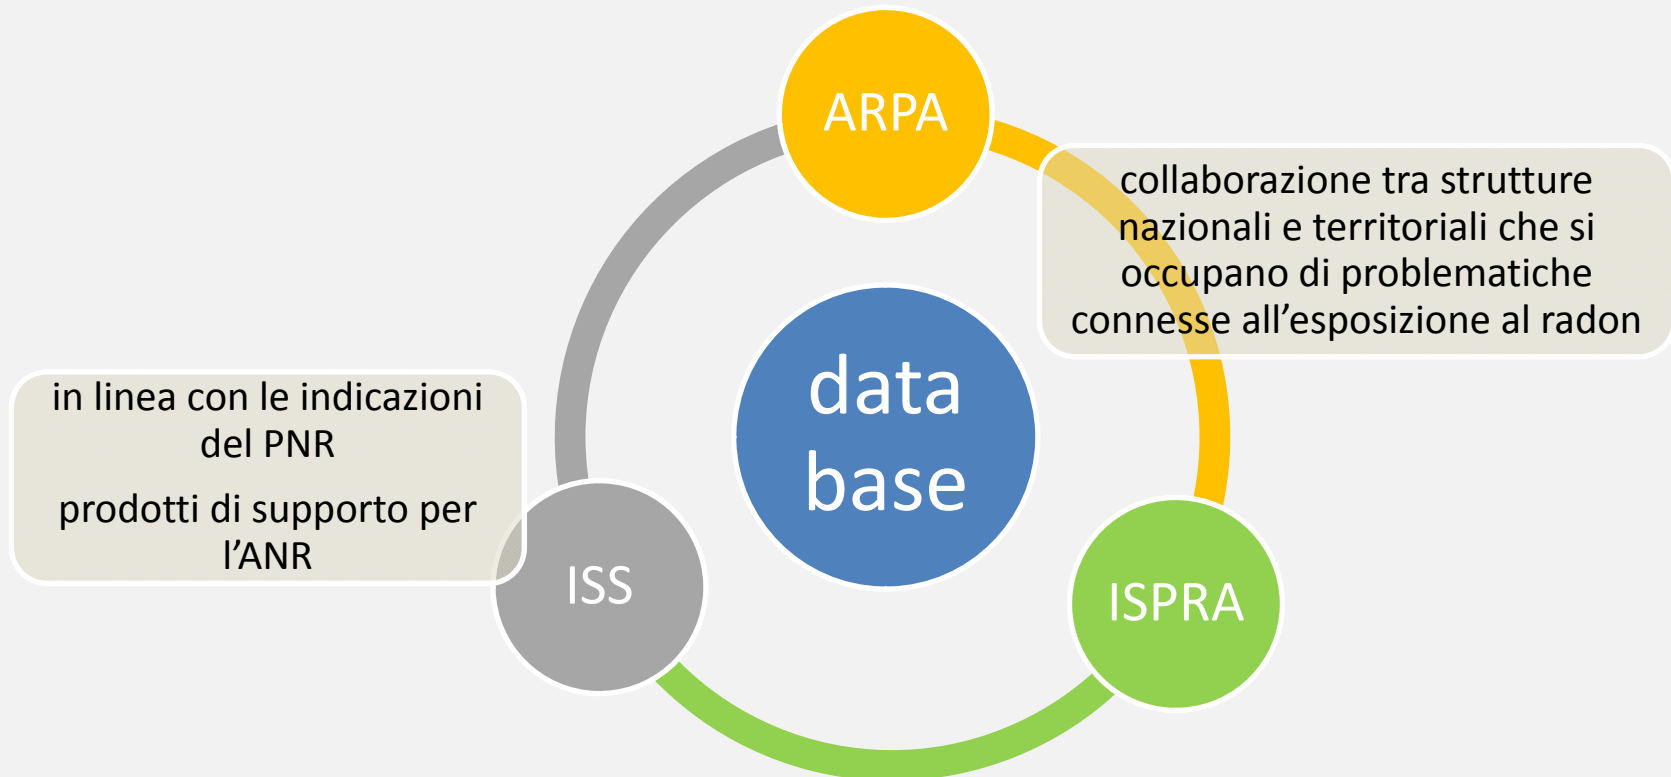 ARPA
collaborazione tra strutture
nazionali e territoriali che si
occupano di problematiche
connesse all’esposizione al radon
data
base
in linea con le indicazioni
del PNR
prodotti di supporto per
l’ANR
ISS
ISPRA